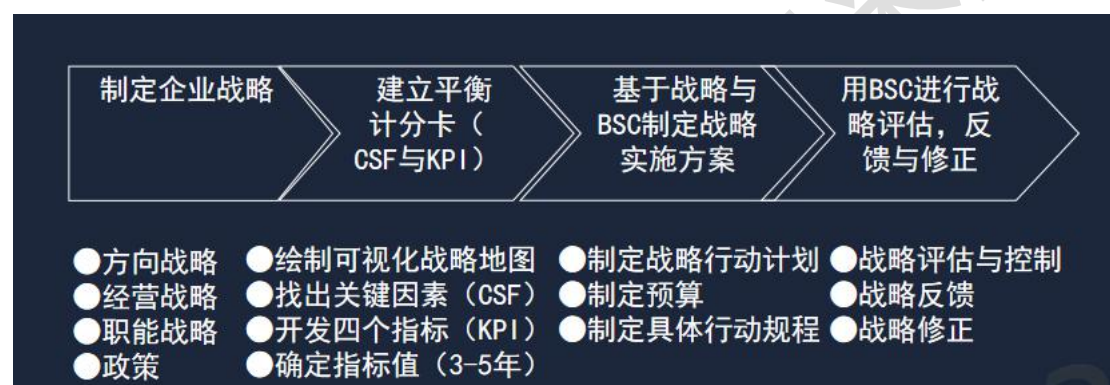 制定企业战略
建立平衡
计分卡（
CSF与KPI）
基于战略与
BSC制定战略
实施方案
用BSC进行战
略评估，反
馈与修正
●方向战略
●经营战略
●职能战略
●政策
●绘制可视化战略地图
●找出关键因素（CSF）
●开发四个指标（KPI）
●确定指标值（3-5年）
●制定战略行动计划
●制定预算
●制定具体行动规程
●战略评估与控制
●战略反馈
●战略修正